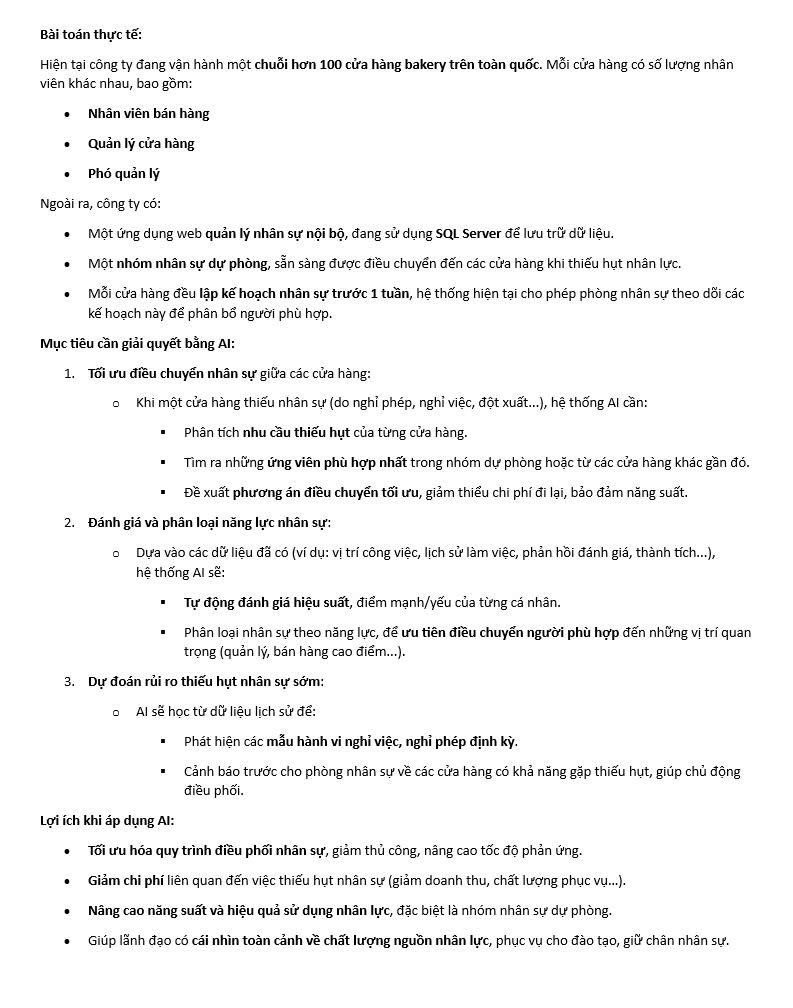 Bài toán thực tế:
Hiện tại công ty đang vận hành một chuỗi hơn 100 cửa hàng bakery trên toàn quốc. Mỗi cửa hàng có số lượng nhân
viên khác nhau, bao gồm:
• Nhân viên bán hàng
• Quản lý cửa hàng
• Phó quản lý
Ngoài ra, công ty có:
• Một ứng dụng web quản lý nhân sự nội bộ, đang sử dụng SQL Server để lưu trữ dữ liệu.
• Một nhóm nhân sự dự phòng, sẵn sàng được điều chuyển đến các cửa hàng khi thiếu hụt nhân lực.
• Mỗi cửa hàng đều lập kế hoạch nhân sự trước 1 tuần, hệ thống hiện tại cho phép phòng nhân sự theo dõi các
kế hoạch này để phân bổ người phù hợp.
Mục tiêu cần giải quyết bằng AI:
1. Tối ưu điều chuyển nhân sự giữa các cửa hàng:
o Khi một cửa hàng thiếu nhân sự (do nghỉ phép, nghỉ việc, đột xuất...), hệ thống AI cần:
▪ Phân tích nhu cầu thiếu hụt của từng cửa hàng.
▪ Tìm ra những ứng viên phù hợp nhất trong nhóm dự phòng hoặc từ các cửa hàng khác gần đó.
▪ Đề xuất phương án điều chuyển tối ưu, giảm thiểu chi phí đi lại, bảo đảm năng suất.
2. Đánh giá và phân loại năng lực nhân sự:
o Dựa vào các dữ liệu đã có (ví dụ: vị trí công việc, lịch sử làm việc, phản hồi đánh giá, thành tích...),
hệ thống AI sẽ:
▪ Tự động đánh giá hiệu suất, điểm mạnh/yếu của từng cá nhân.
▪ Phân loại nhân sự theo năng lực, để ưu tiên điều chuyển người phù hợp đến những vị trí quan
trọng (quản lý, bán hàng cao điểm...).
3. Dự đoán rủi ro thiếu hụt nhân sự sớm:
o AI sẽ học từ dữ liệu lịch sử để:
▪ Phát hiện các mẫu hành vi nghỉ việc, nghỉ phép định kỳ.
▪ Cảnh báo trước cho phòng nhân sự về các cửa hàng có khả năng gặp thiếu hụt, giúp chủ động
điều phối.
Lợi ích khi áp dụng AI:
• Tối ưu hóa quy trình điều phối nhân sự, giảm thủ công, nâng cao tốc độ phản ứng.
• Giảm chi phí liên quan đến việc thiếu hụt nhân sự (giảm doanh thu, chất lượng phục vụ...).
• Nâng cao năng suất và hiệu quả sử dụng nhân lực, đặc biệt là nhóm nhân sự dự phòng.
• Giúp lãnh đạo có cái nhìn toàn cảnh về chất lượng nguồn nhân lực, phục vụ cho đào tạo, giữ chân nhân sự.